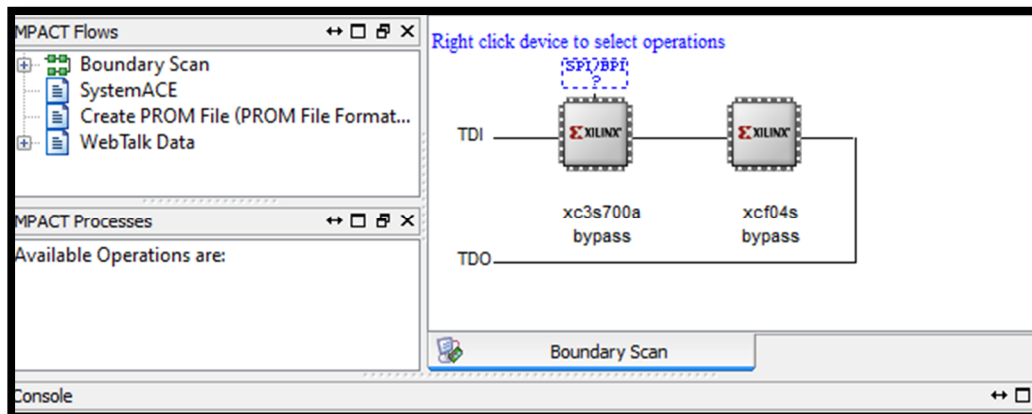 MPACT Flows
Boundary Scan
SystemACE
Create PROM File (PROM File Format...
WebTalk Data
MPACT Processes
Available Operations are:
Right click device to select operations
SPI/BPI
?
TDI
XILINX
XILINX
xc3s700a
bypass
xcf04s
bypass
TDO
Boundary Scan
Console